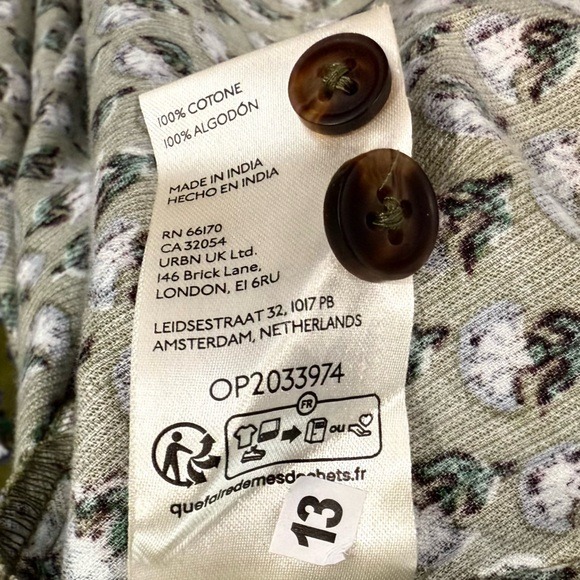 100% COTONE
100% ALGODÓN
MADE IN INDIA
HECHO EN INDIA
RN 66170
CA 32054
URBN UK Ltd.
146 Brick Lane,
LONDON, E1 6RU
LEIDSESTRAAT 32, 1017 PB
AMSTERDAM, NETHERLANDS
OP2033974
FR
ou
quefairedemesdechets.fr
13